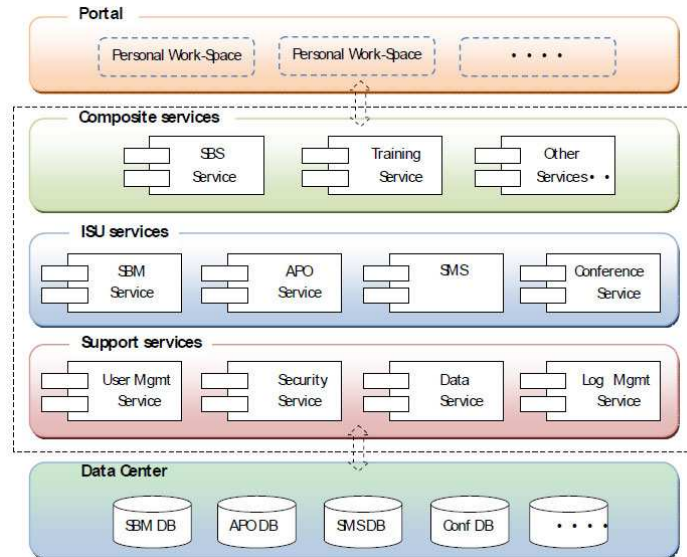 Portal
Personal Work-Space
Personal Work-Space
• • • •
Composite services
SBS
Service
Training
Service
Other
Services • •
ISU services
SBM
Service
APO
Service
SMS
Conference
Service
Support services
User Mgmt
Service
Security
Service
Data
Service
Log Mgmt
Service
Data Center
SBM DB
APO DB
SMS DB
Conf DB
• • • •